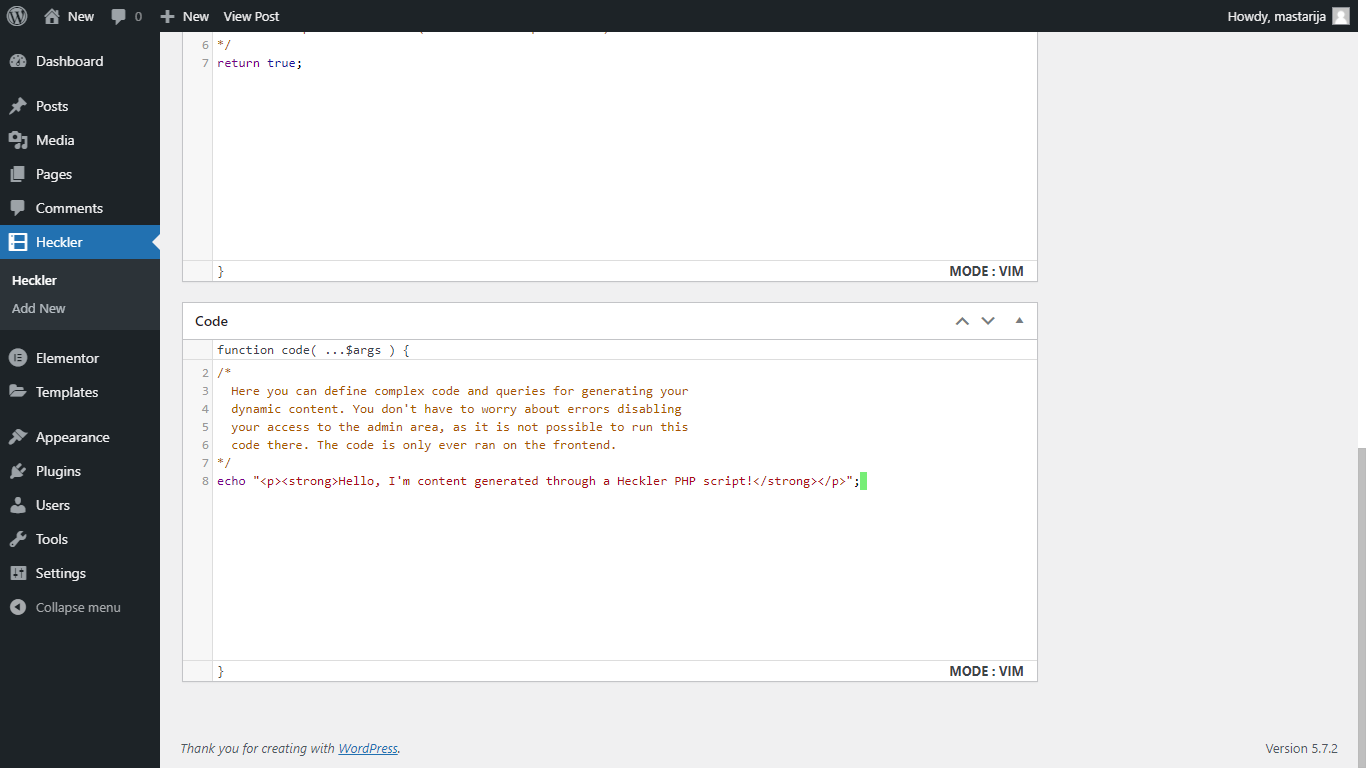 New
0
New
View Post
Howdy, mastarija
Dashboard
Posts
Media
Pages
Comments
Heckler
Heckler
Add New
Elementor
Templates
Appearance
Plugins
Users
Tools
Settings
Collapse menu
6 */
7 return true;
}
MODE : VIM
Code
function code( ...$args ) {
2 /*
3 Here you can define complex code and queries for generating your
4 dynamic content. You don't have to worry about errors disabling
5 your access to the admin area, as it is not possible to run this
6 code there. The code is only ever ran on the frontend.
7 */
8 echo "<p><strong>Hello, I'm content generated through a Heckler PHP script!</strong></p>";
}
MODE : VIM
Thank you for creating with WordPress.
Version 5.7.2